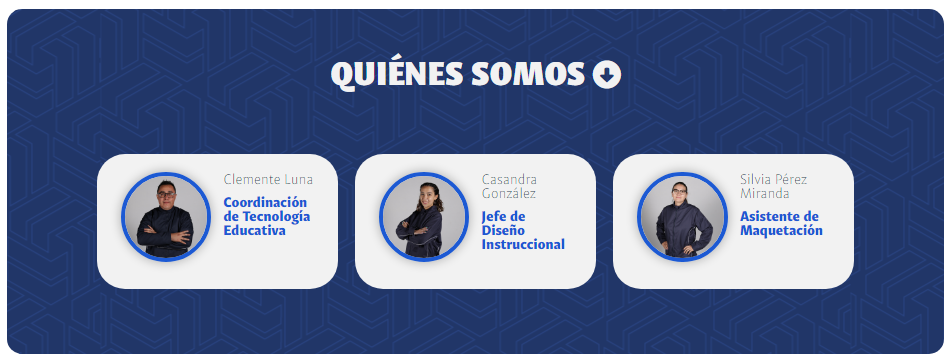 QUIÉNES SOMOS
Clemente Luna
Coordinación
de Tecnología
Educativa
Casandra
González
Jefe de
Diseño
Instruccional
Silvia Pérez
Miranda
Asistente de
Maquetación